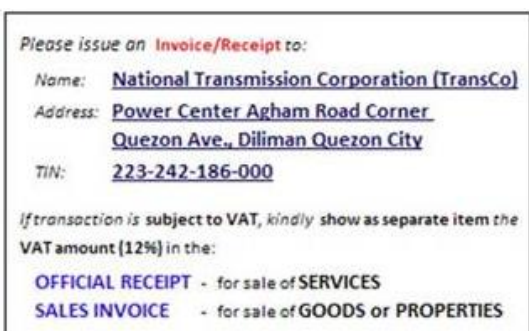 Please issue an Invoice/Receipt to:
Name: National Transmission Corporation (TransCo)
Address: Power Center Agham Road Corner
Quezon Ave., Diliman Quezon City
TIN: 223-242-186-000
If transaction is subject to VAT, kindly show as separate item the
VAT amount (12%) in the:
OFFICIAL RECEIPT - for sale of SERVICES
SALES INVOICE - for sale of GOODS or PROPERTIES